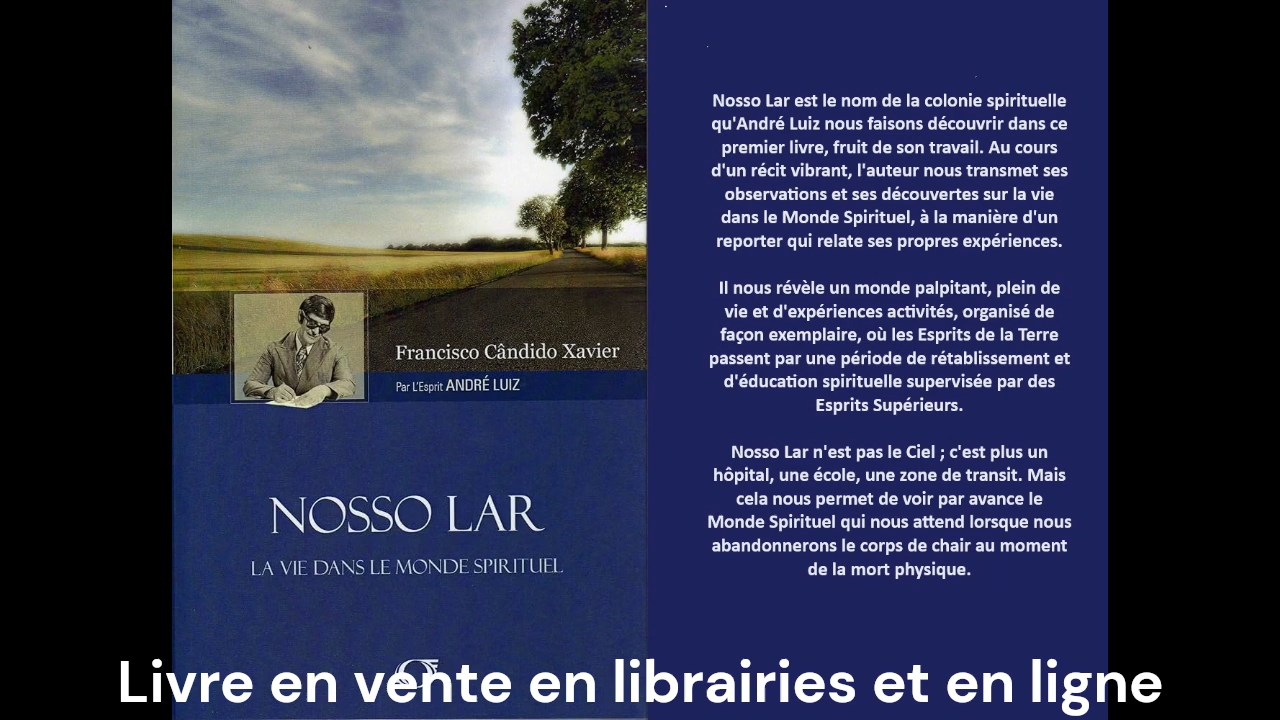 Francisco Cândido Xavier
Par L'Esprit ANDRÉ LUIZ
NOSSO LAR
LA VIE DANS LE MONDE SPIRITUEL
Nosso Lar est le nom de la colonie spirituelle
qu'André Luiz nous faisons découvrir dans ce
premier livre, fruit de son travail. Au cours
d'un récit vibrant, l'auteur nous transmet ses
observations et ses découvertes sur la vie
dans le Monde Spirituel, à la manière d'un
reporter qui relate ses propres expériences.
Il nous révèle un monde palpitant, plein de
vie et d'expériences activités, organisé de
façon exemplaire, où les Esprits de la Terre
passent par une période de rétablissement et
d'éducation spirituelle supervisée par des
Esprits Supérieurs.
Nosso Lar n'est pas le Ciel ; c'est plus un
hôpital, une école, une zone de transit. Mais
cela nous permet de voir par avance le
Monde Spirituel qui nous attend lorsque nous
abandonnerons le corps de chair au moment
de la mort physique.
Livre en vente en librairies et en ligne